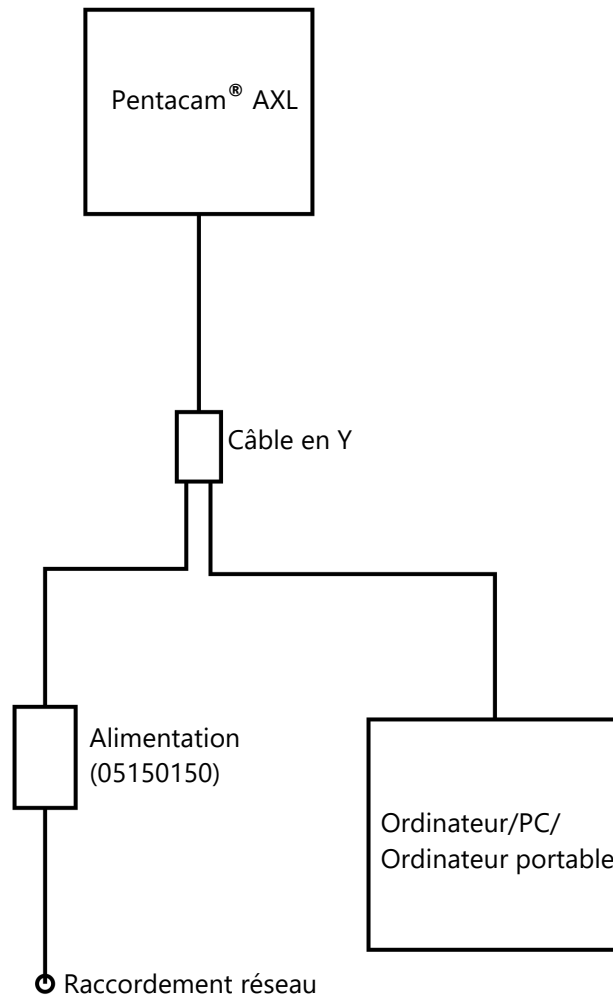 Pentacam® AXL
Câble en Y
Alimentation
(05150150)
Ordinateur/PC/
Ordinateur portable
Raccordement réseau